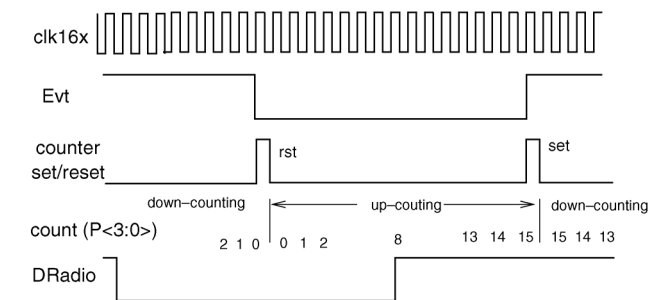 clk16x
Evt
counter set/reset rst set
down–counting up–couting down–counting
count (P<3:0>) 2 1 0 0 1 2 8 13 14 15 15 14 13
DRadio